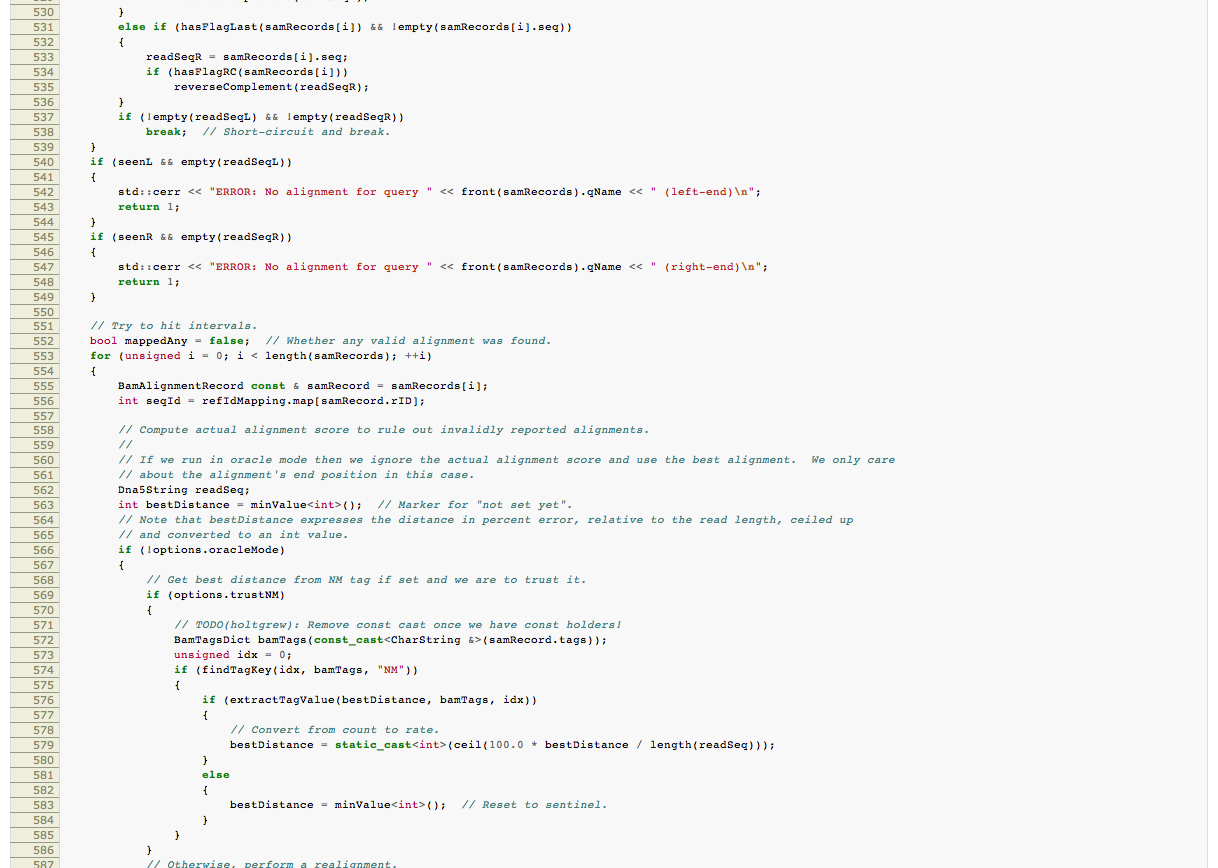 530 }
531 else if (hasFlagLast(samRecords[i]) && !empty(samRecords[i].seq))
532 {
533 readSeqR = samRecords[i].seq;
534 if (hasFlagRC(samRecords[i]))
535 reverseComplement(readSeqR);
536 }
537 if (!empty(readSeqL) && !empty(readSeqR))
538 break;  // Short-circuit and break.
539 }
540 if (seenL && empty(readSeqL))
541 {
542 std::cerr << "ERROR: No alignment for query " << front(samRecords).qName << " (left-end)\n";
543 return 1;
544 }
545 if (seenR && empty(readSeqR))
546 {
547 std::cerr << "ERROR: No alignment for query " << front(samRecords).qName << " (right-end)\n";
548 return 1;
549 }
550
551 // Try to hit intervals.
552 bool mappedAny = false;  // Whether any valid alignment was found.
553 for (unsigned i = 0; i < length(samRecords); ++i)
554 {
555 BamAlignmentRecord const & samRecord = samRecords[i];
556 int seqId = refIdMapping.map[samRecord.rID];
557
558 // Compute actual alignment score to rule out invalidly reported alignments.
559 //
560 // If we run in oracle mode then we ignore the actual alignment score and use the best alignment.  We only care
561 // about the alignment's end position in this case.
562 Dna5String readSeq;
563 int bestDistance = minValue<int>();  // Marker for "not set yet".
564 // Note that bestDistance expresses the distance in percent error, relative to the read length, ceiled up
565 // and converted to an int value.
566 if (!options.oracleMode)
567 {
568 // Get best distance from NM tag if set and we are to trust it.
569 if (options.trustNM)
570 {
571 // TODO(holtgrew): Remove const cast once we have const holders!
572 BamTagsDict bamTags(const_cast<CharString &>(samRecord.tags));
573 unsigned idx = 0;
574 if (findTagKey(idx, bamTags, "NM"))
575 {
576 if (extractTagValue(bestDistance, bamTags, idx))
577 {
578 // Convert from count to rate.
579 bestDistance = static_cast<int>(ceil(100.0 * bestDistance / length(readSeq)));
580 }
581 else
582 {
583 bestDistance = minValue<int>();  // Reset to sentinel.
584 }
585 }
586 }
587 // Otherwise, perform a realignment.